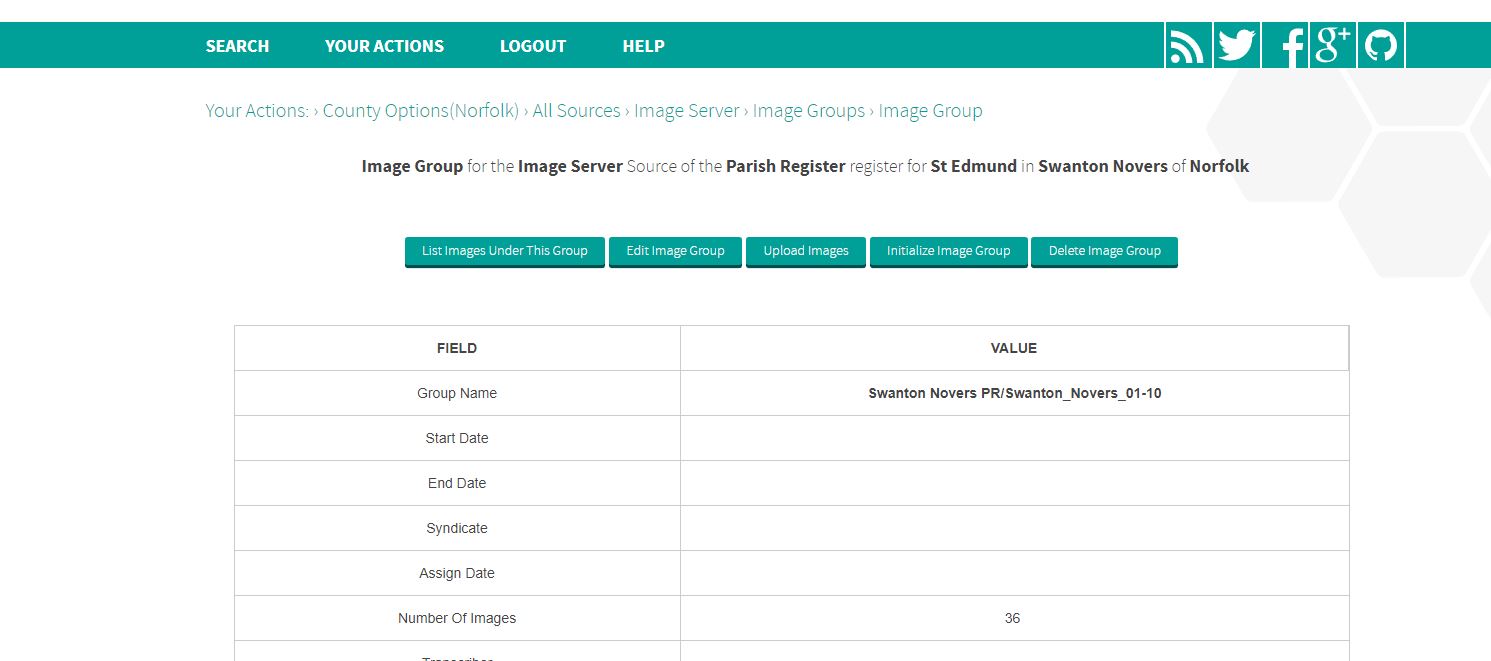 SEARCH YOUR ACTIONS LOGOUT HELP
Your Actions: › County Options(Norfolk) › All Sources › Image Server › Image Groups › Image Group
Image Group for the Image Server Source of the Parish Register register for St Edmund in Swanton Novers of Norfolk
List Images Under This Group Edit Image Group Upload Images Initialize Image Group Delete Image Group
FIELD VALUE
Group Name Swanton Novers PR/Swanton_Novers_01-10
Start Date
End Date
Syndicate
Assign Date
Number Of Images 36
Transcriber